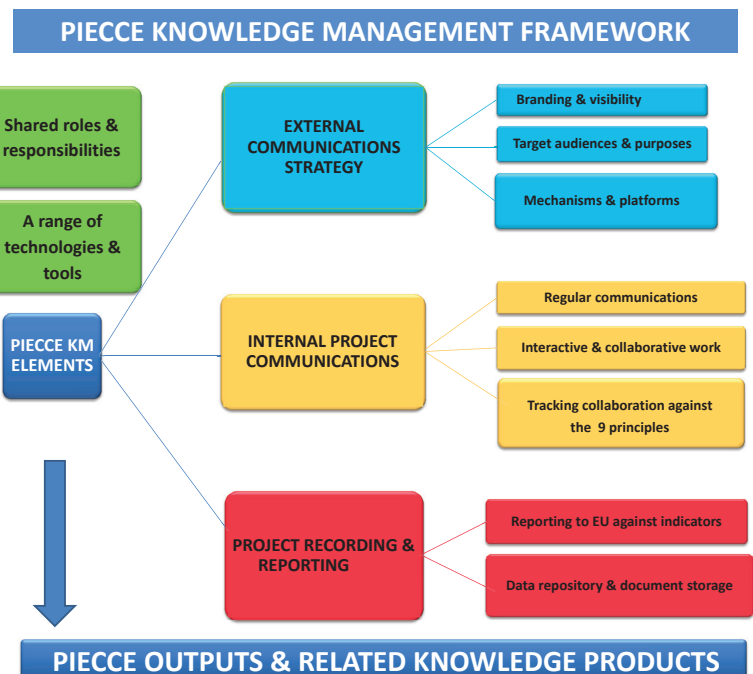 PIECCE KNOWLEDGE MANAGEMENT FRAMEWORK
Shared roles &
responsibilities
A range of
technologies &
tools
PIECCE KM
ELEMENTS
EXTERNAL
COMMUNICATIONS
STRATEGY
Branding & visibility
Target audiences & purposes
Mechanisms & platforms
INTERNAL PROJECT
COMMUNICATIONS
Regular communications
Interactive & collaborative work
Tracking collaboration against
the 9 principles
PROJECT RECORDING &
REPORTING
Reporting to EU against indicators
Data repository & document storage
PIECCE OUTPUTS & RELATED KNOWLEDGE PRODUCTS